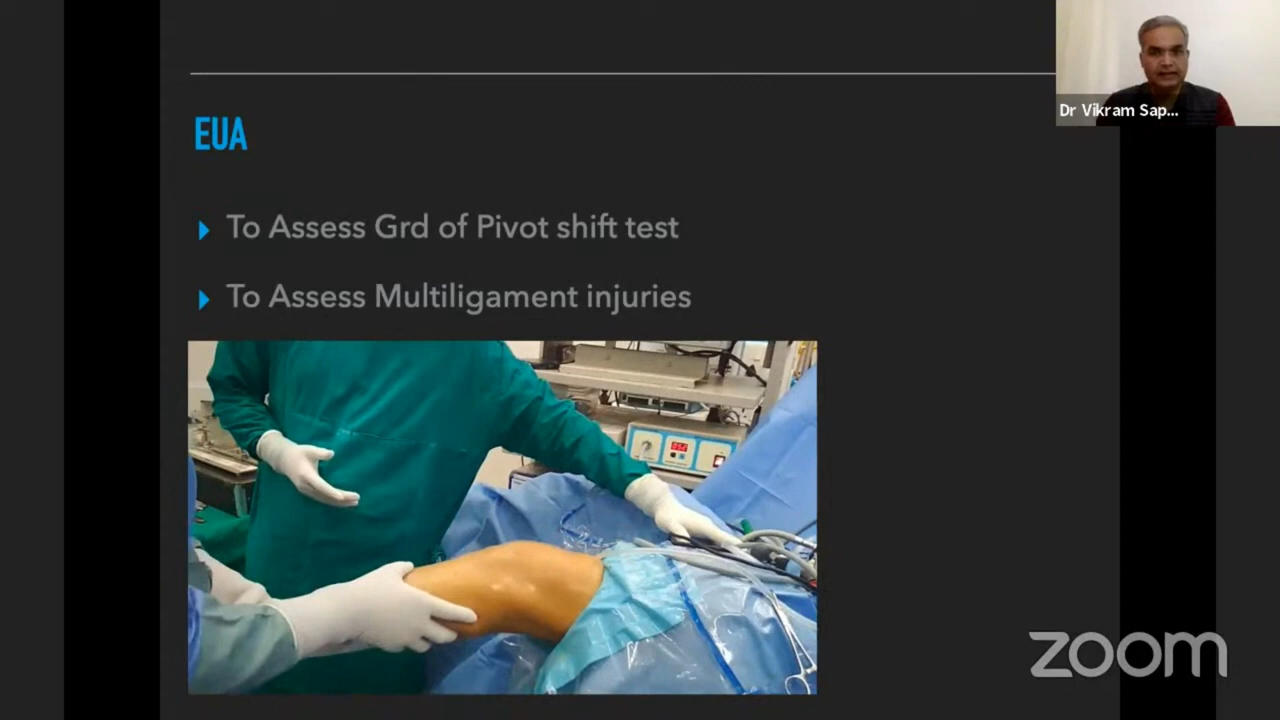 Dr Vikram Sap...
EUA
To Assess Grd of Pivot shift test
To Assess Multiligament injuries
zoom